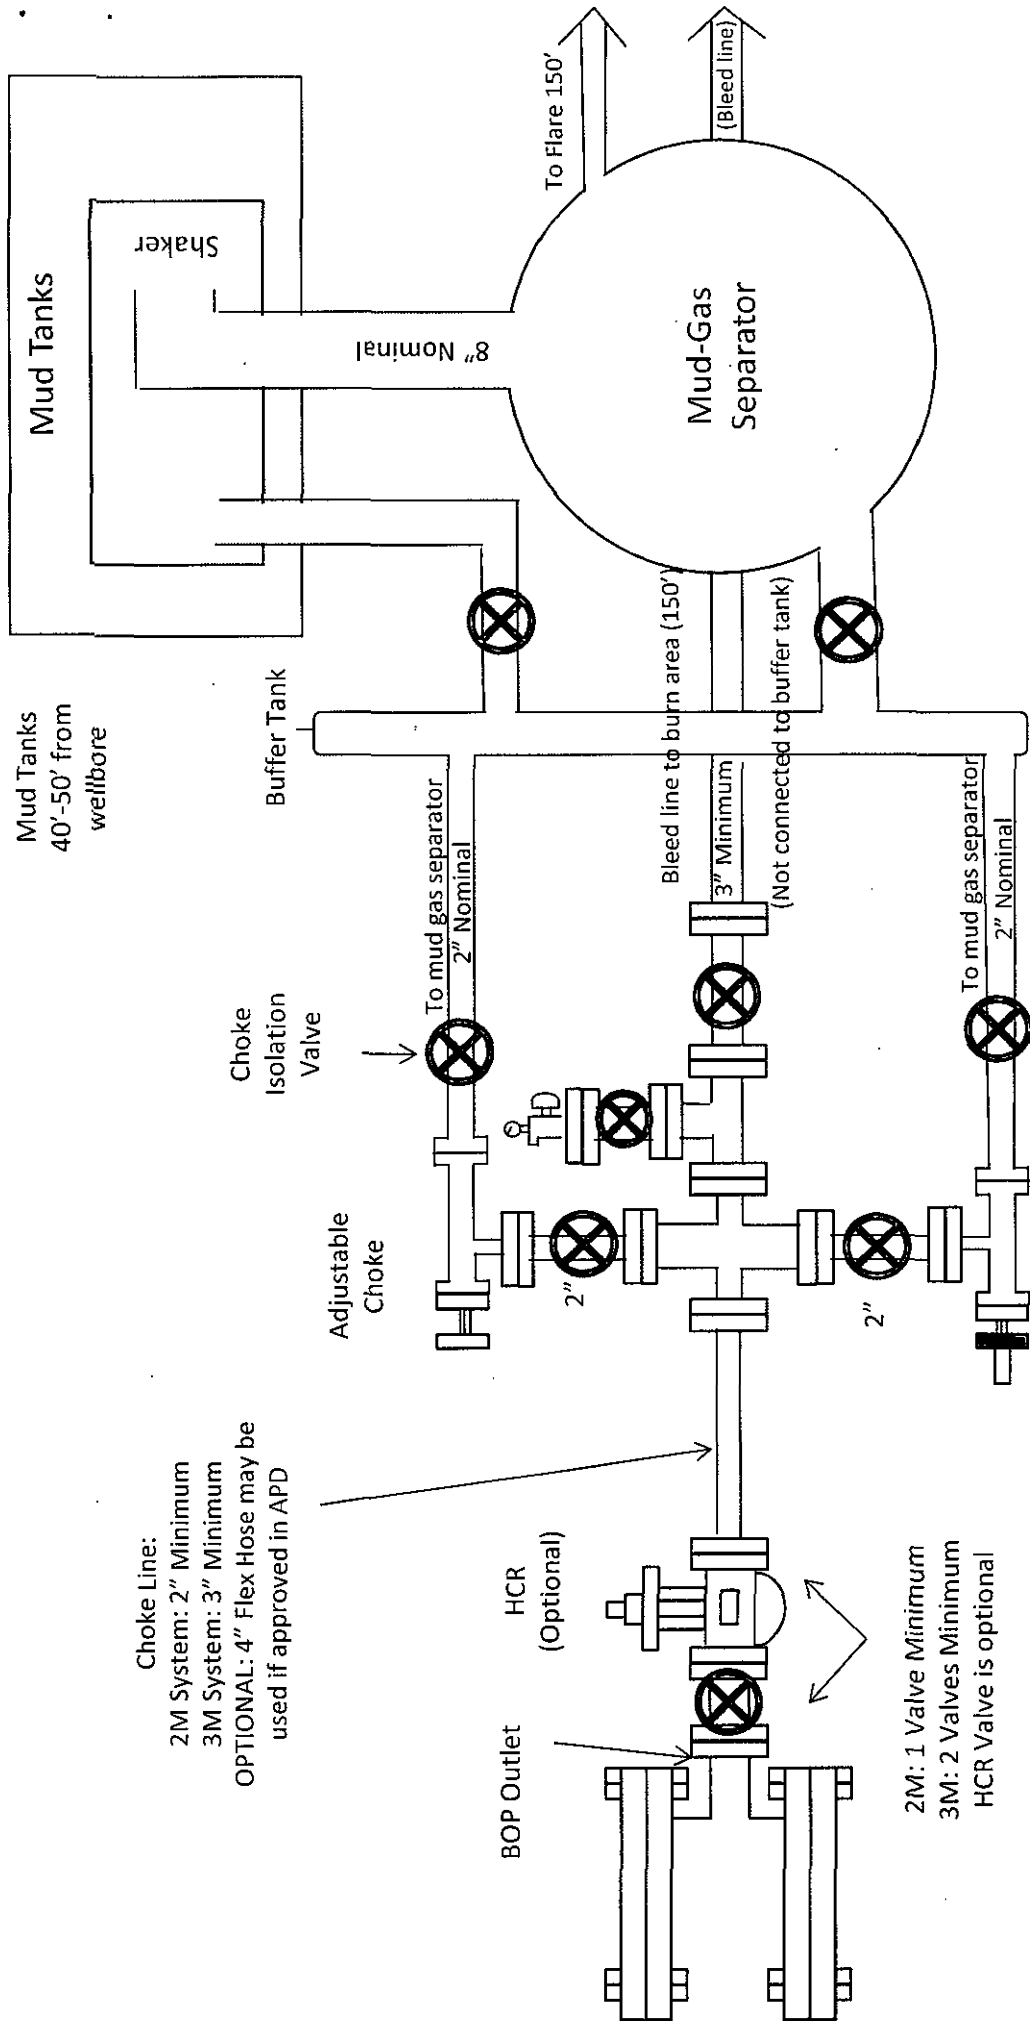 Mud Tanks
40'-50' from
wellbore
Mud Tanks
Shaker
8" Nominal
To Flare 150'
(Bleed line)
Mud-Gas
Separator
Buffer Tank
Choke
Isolation
Valve
To mud gas separator
2" Nominal
Bleed line to burn area (150')
3" Minimum
(Not connected to buffer tank)
To mud gas separator
2" Nominal
Adjustable
Choke
2"
2"
Choke Line:
2M System: 2" Minimum
3M System: 3" Minimum
OPTIONAL: 4" Flex Hose may be
used if approved in APD
HCR
(Optional)
BOP Outlet
2M: 1 Valve Minimum
3M: 2 Valves Minimum
HCR Valve is optional